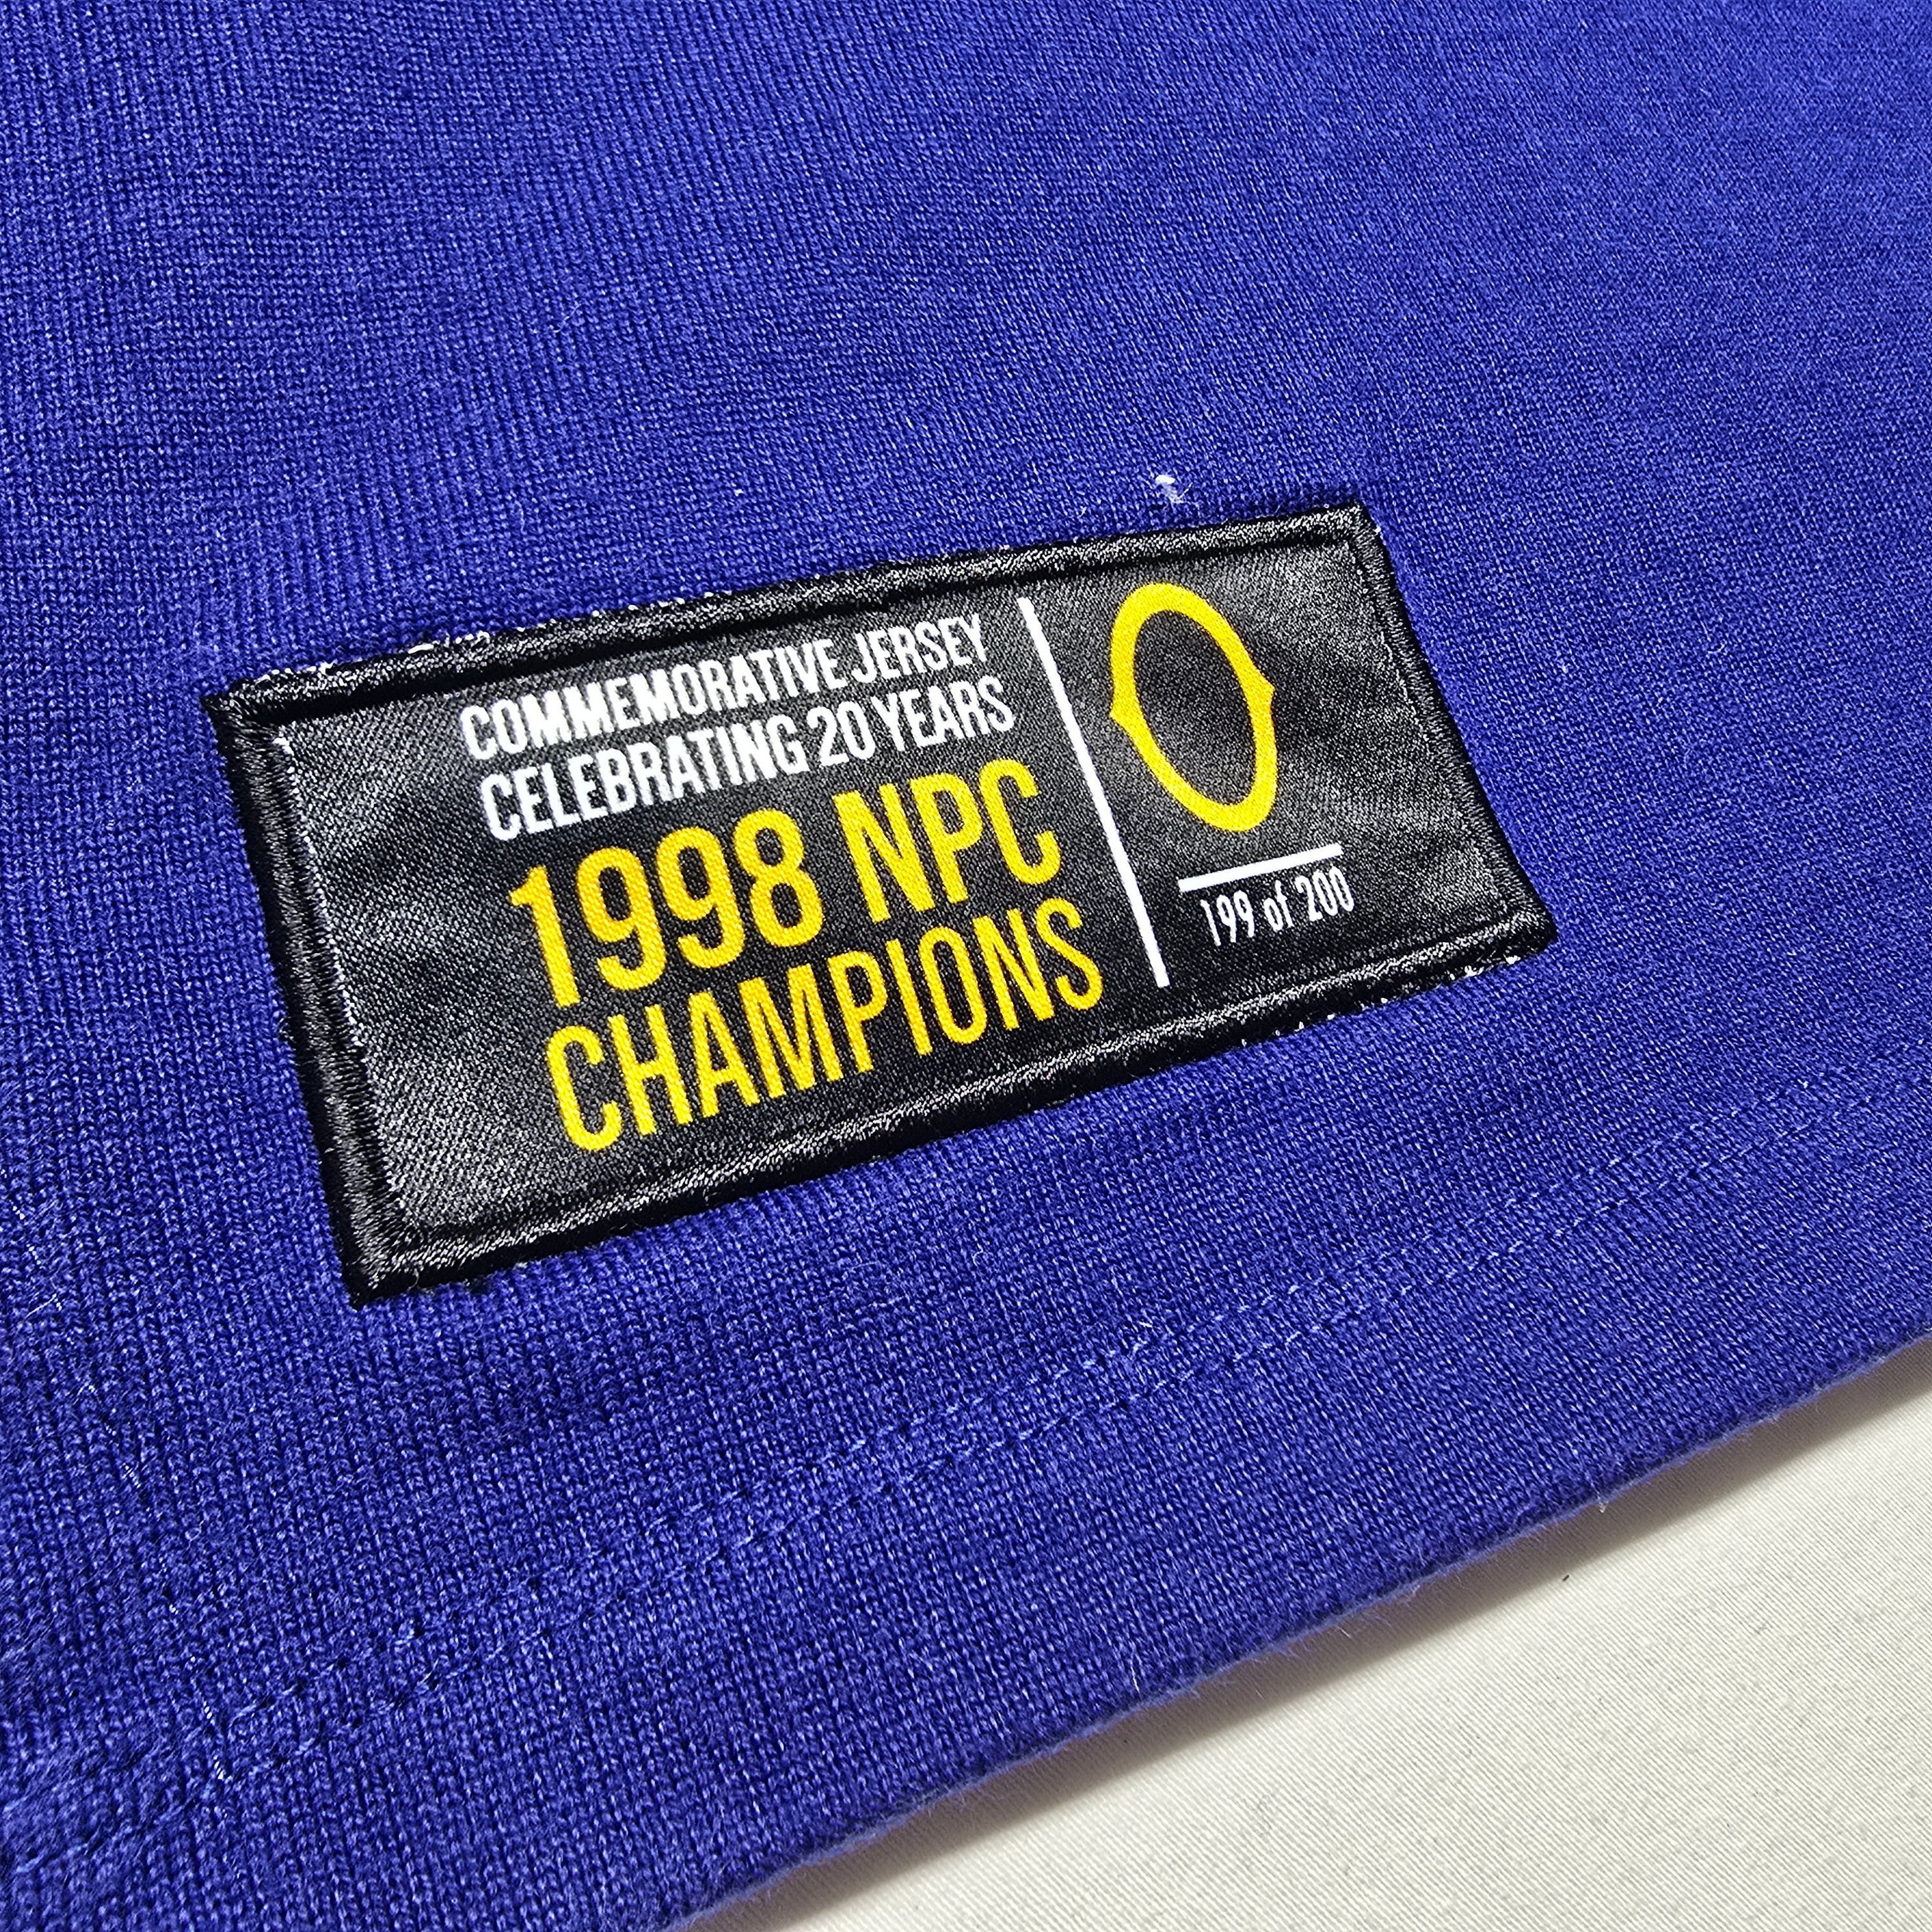 COMMEMORATIVE JERSEY
CELEBRATING 20 YEARS
1998 NPC
CHAMPIONS
199 of 200